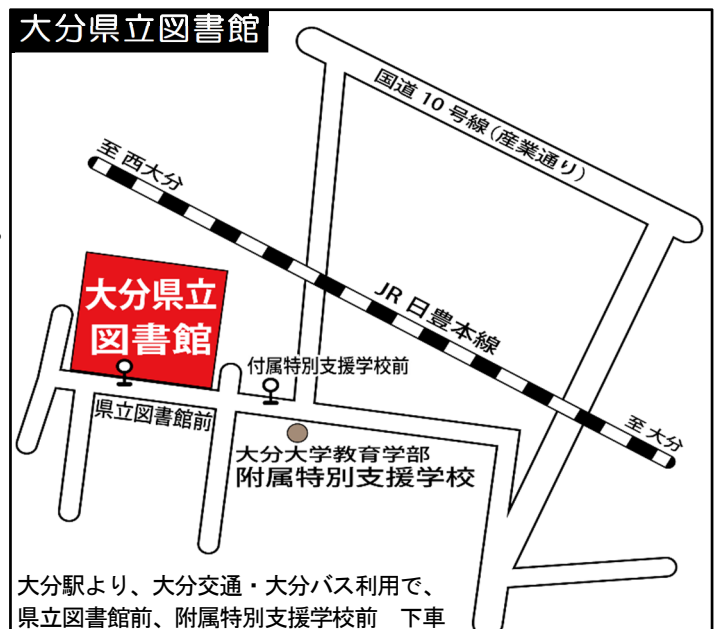 大分県立図書館
国道 10 号線(産業通り)
至 西大分
大分県立
図書館
JR 日豊本線
付属特別支援学校前
県立図書館前
至 大分
大分大学教育学部
附属特別支援学校
大分駅より、大分交通・大分バス利用で、
県立図書館前、附属特別支援学校前　下車